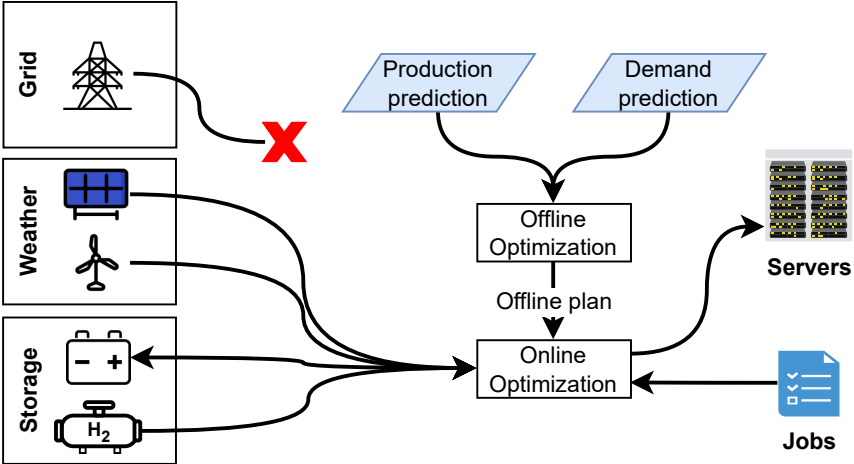 Grid
Production
prediction
Demand
prediction
Weather
Offline
Optimization
Servers
Offline plan
Storage
− +
H2
Online
Optimization
Jobs